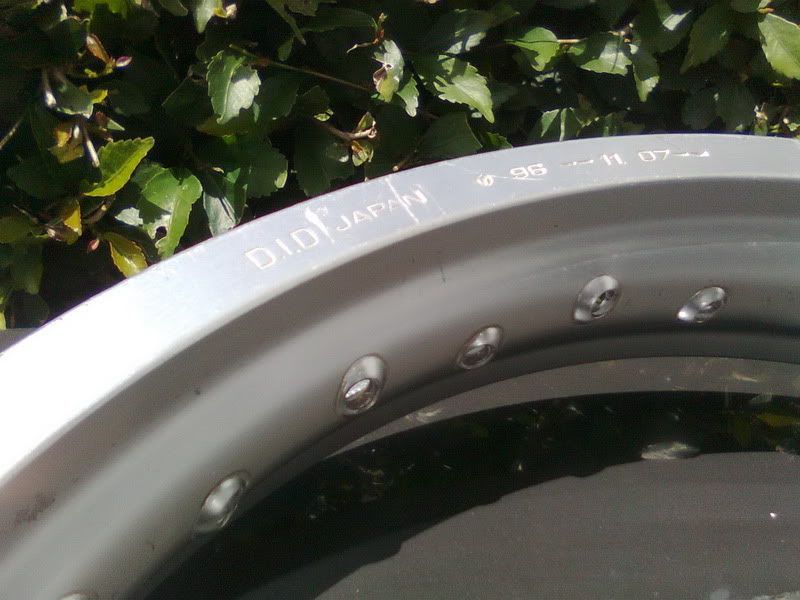 D.I.D JAPAN 96 - 11. 07 -